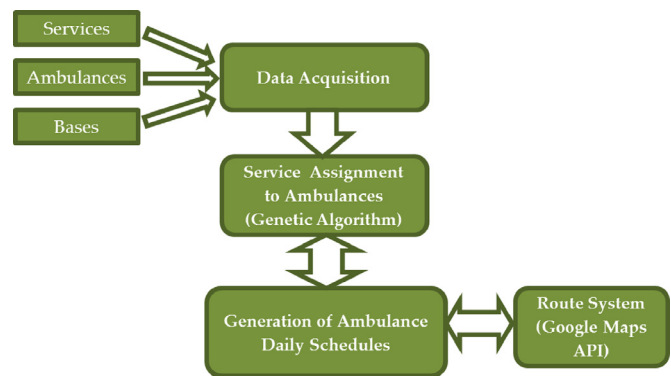 Services
Ambulances
Bases
Data Acquisition
Service Assignment
to Ambulances
(Genetic Algorithm)
Generation of Ambulance
Daily Schedules
Route System
(Google Maps
API)